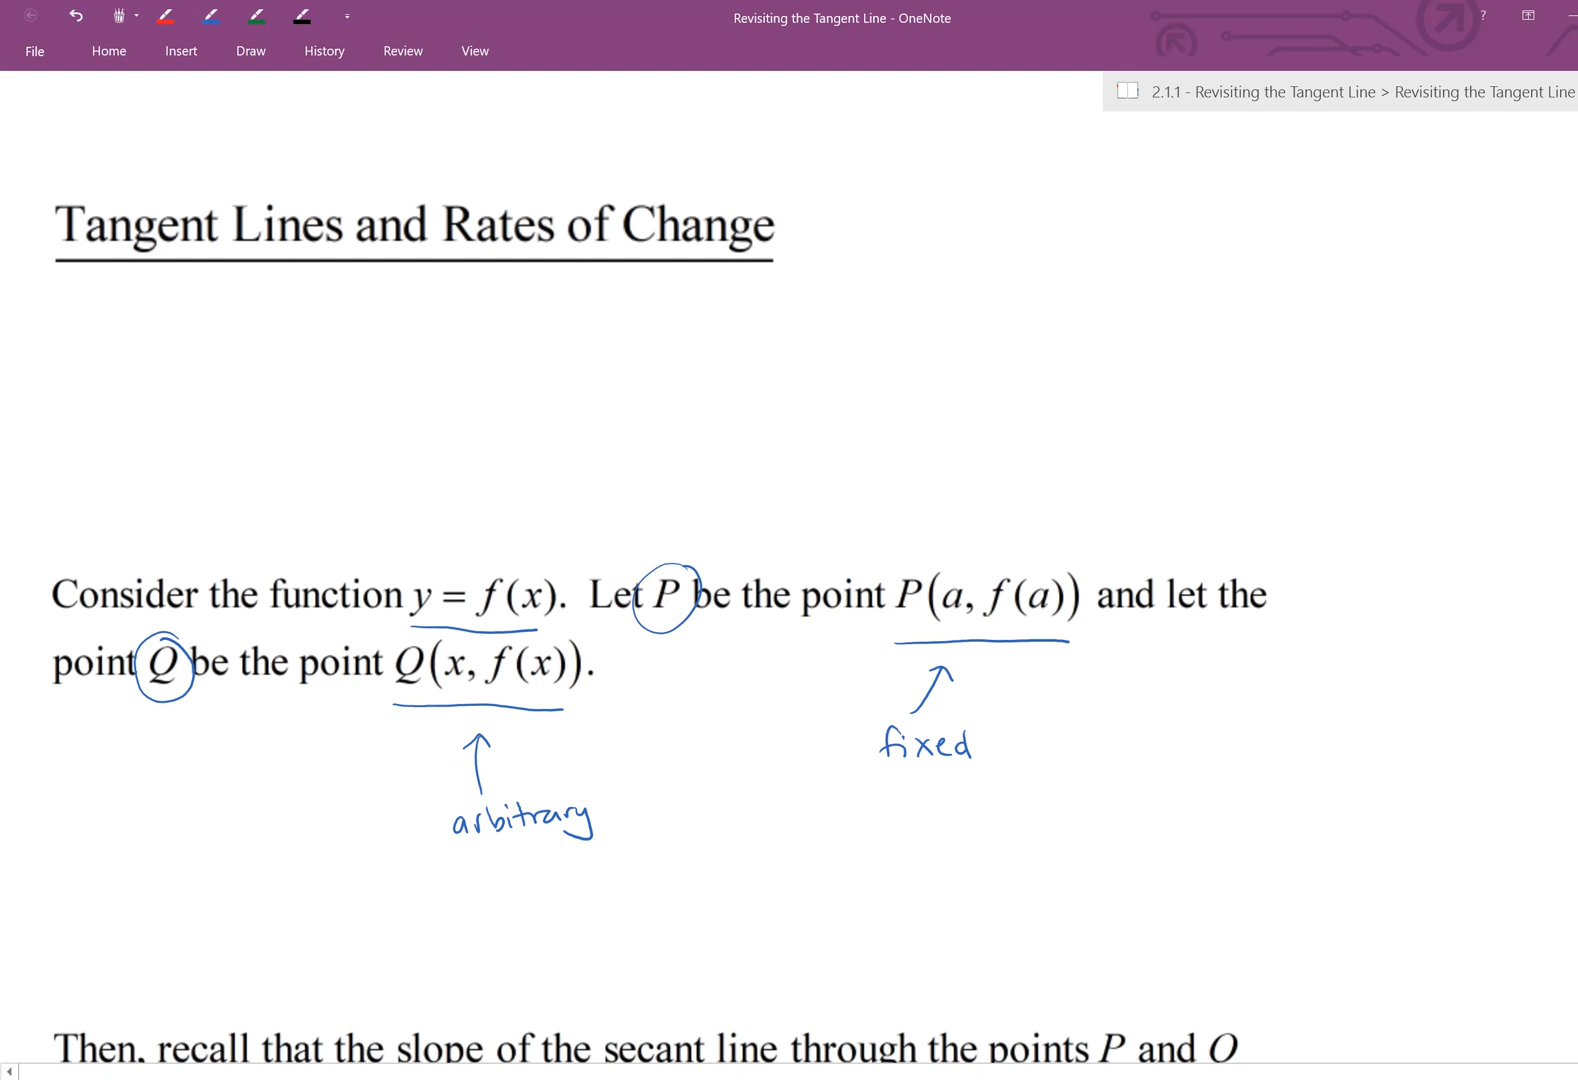 Revisiting the Tangent Line - OneNote
?
File Home Insert Draw History Review View
2.1.1 - Revisiting the Tangent Line > Revisiting the Tangent Line
Tangent Lines and Rates of Change
Consider the function y = f(x). Let P be the point P(a, f(a)) and let the
point Q be the point Q(x, f(x)).
fixed
arbitrary
Then, recall that the slope of the secant line through the points P and Q